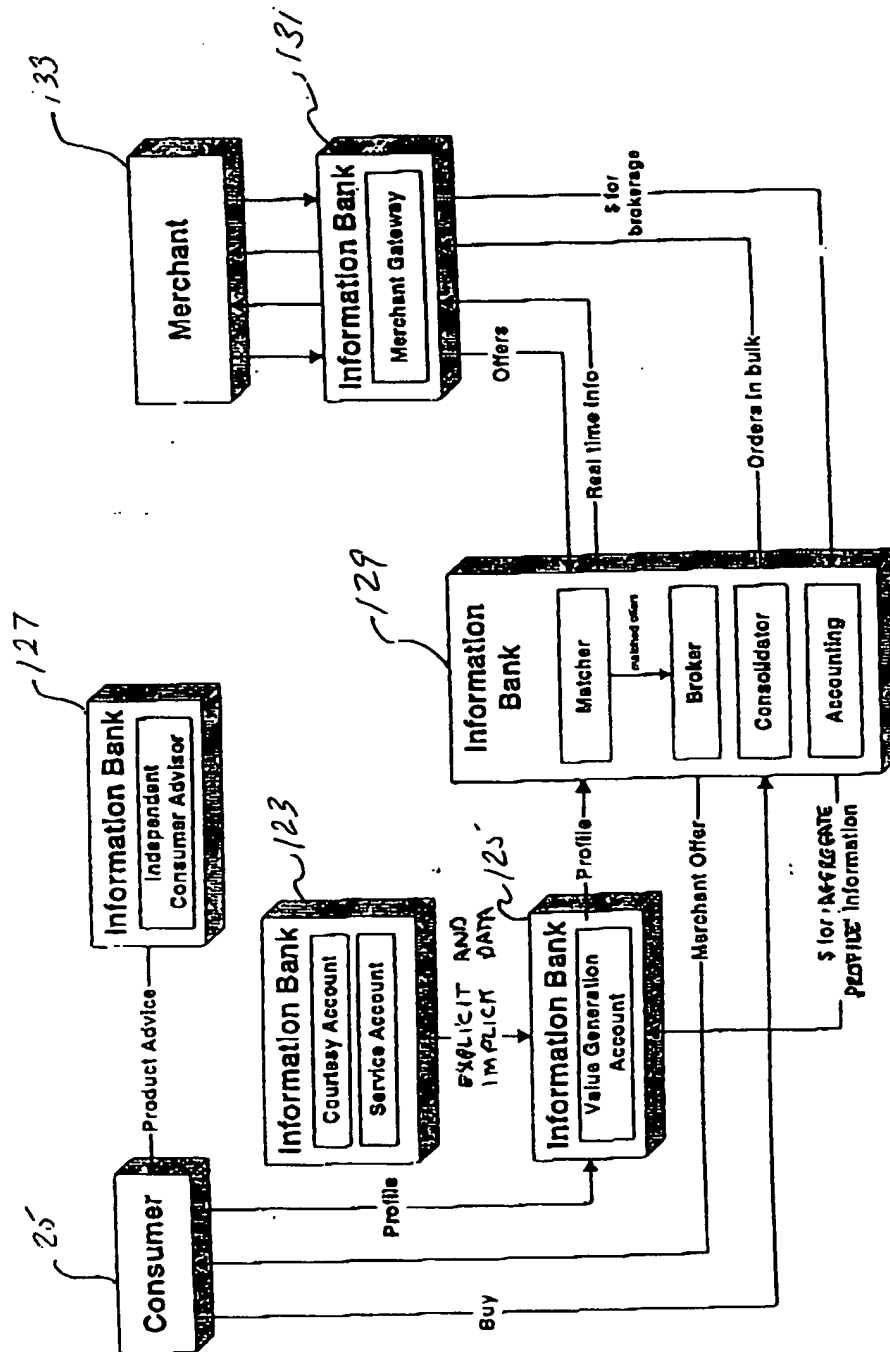 25
Consumer
Product Advice
127
Information Bank
Independent
Consumer Advisor
133
Merchant
131
Information Bank
Merchant Gateway
123
Information Bank
Courtesy Account
Service Account
EXPLICIT AND
IMPLICIT DATA
125
Information Bank
Value Generation
Account
Profile
Profile
129
Information
Bank
Matcher
matched offers
Broker
Consolidator
Accounting
Offers
Real time info
Orders in bulk
$ for
brokerage
Merchant Offer
Buy
$ for "AGGREGATE
PROFILE" Information